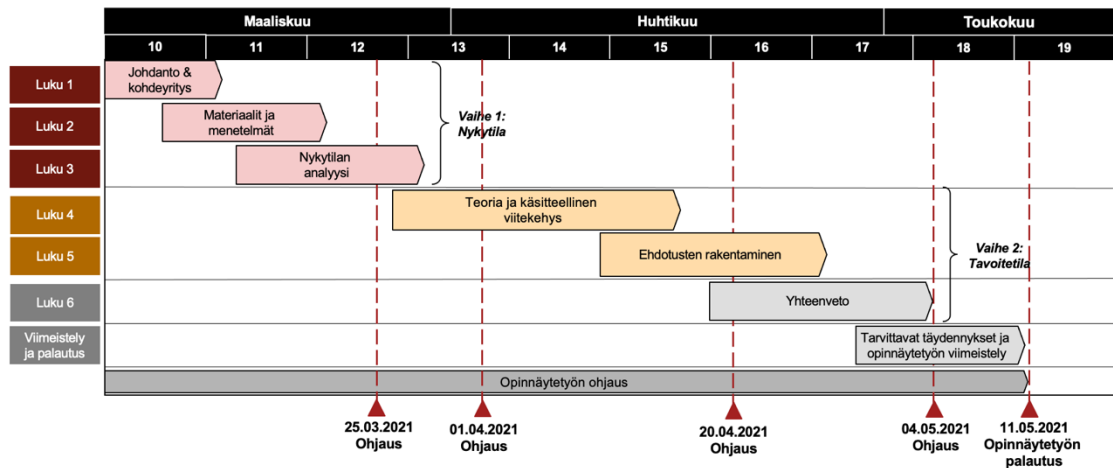 Maaliskuu
Huhtikuu
Toukokuu
10
11
12
13
14
15
16
17
18
19
Luku 1
Johdanto &
kohdeyritys
Luku 2
Materiaalit ja
menetelmät
Vaihe 1:
Nykytila
Luku 3
Nykytilan
analyysi
Luku 4
Teoria ja käsitteellinen
viitekehys
Luku 5
Ehdotusten rakentaminen
Vaihe 2:
Tavoitetila
Luku 6
Yhteenveto
Viimeistely
ja palautus
Tarvittavat täydennykset ja
opinnäytetyön viimeistely
Opinnäytetyön ohjaus
25.03.2021
Ohjaus
01.04.2021
Ohjaus
20.04.2021
Ohjaus
04.05.2021
Ohjaus
11.05.2021
Opinnäytetyön
palautus